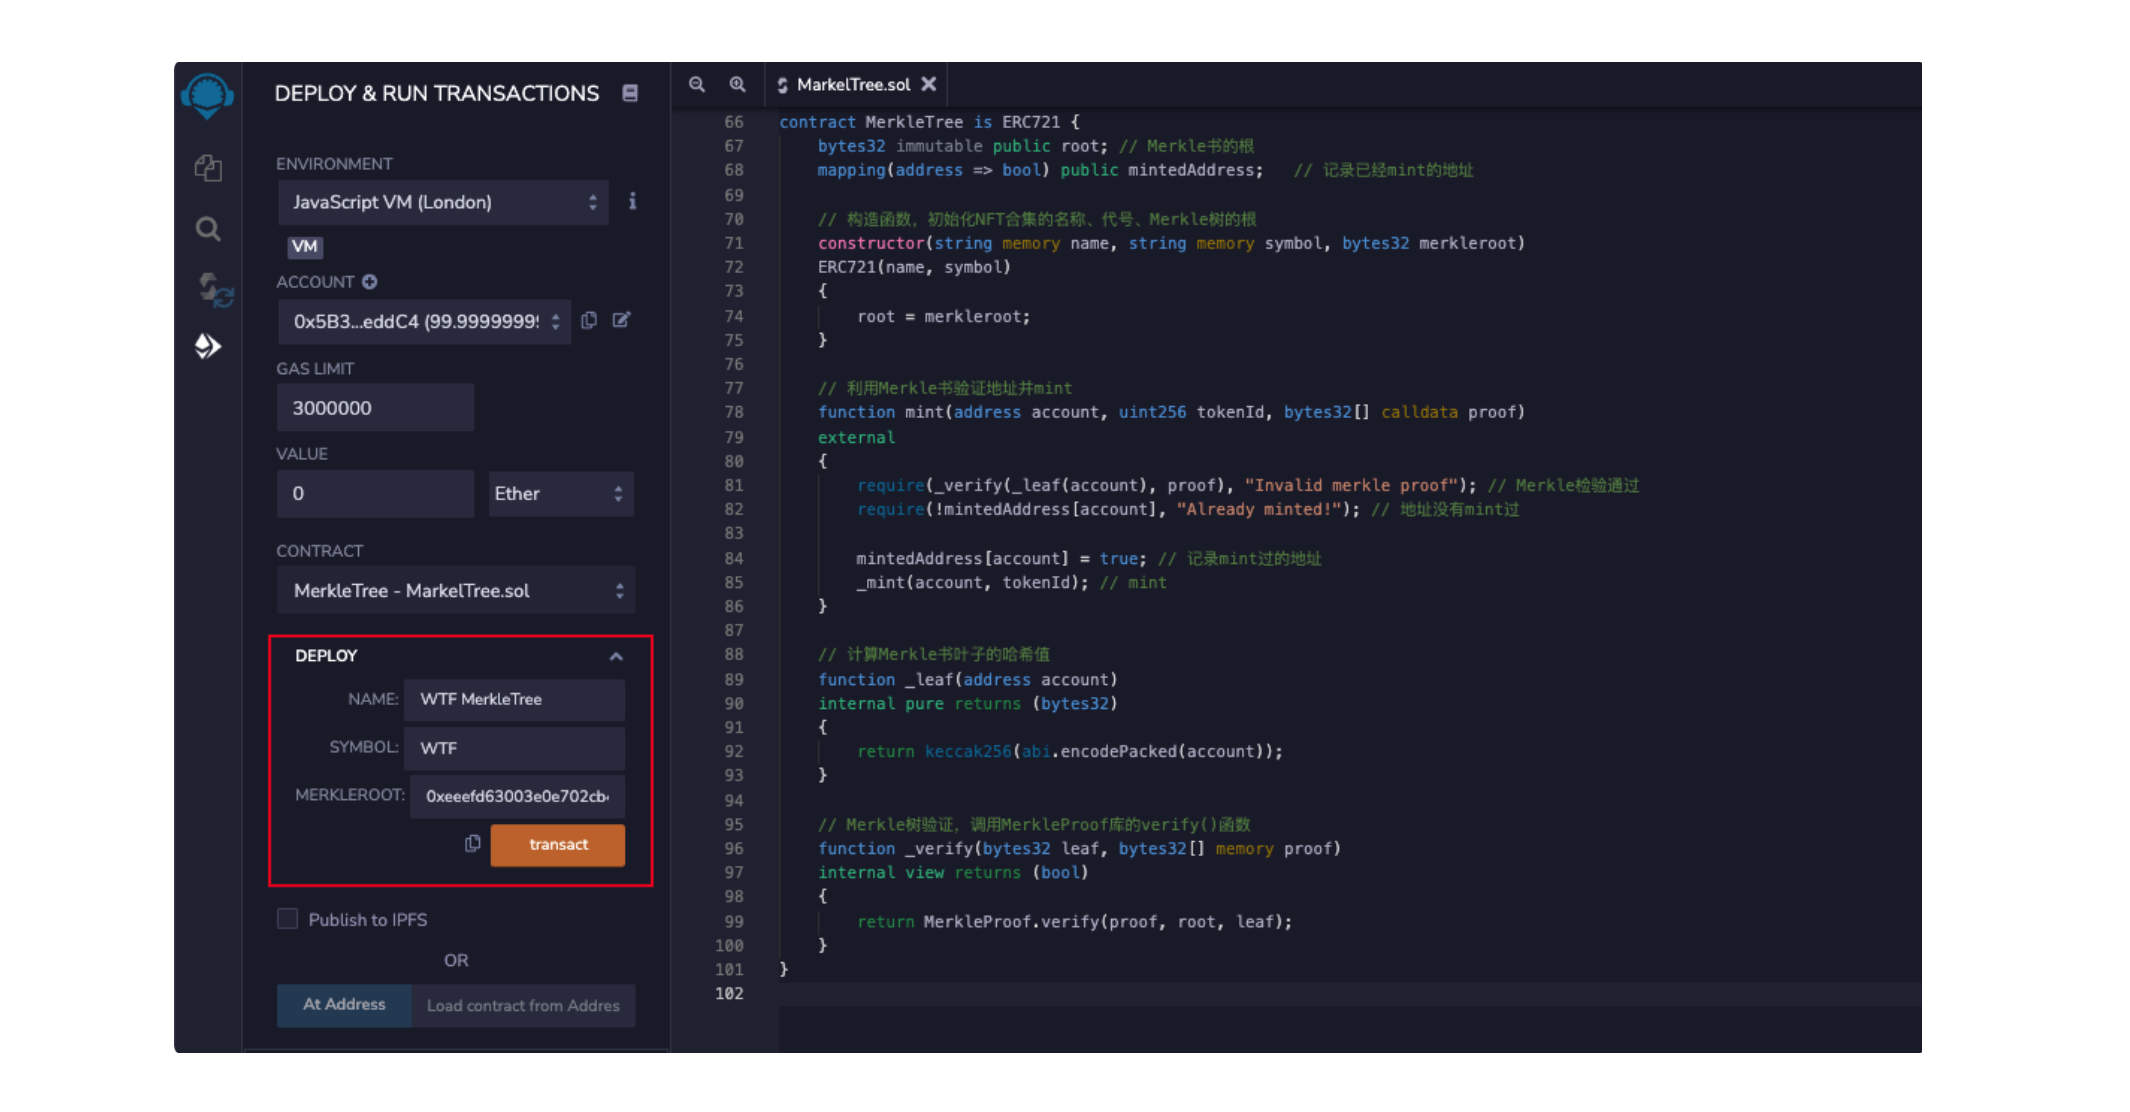 DEPLOY & RUN TRANSACTIONS
ENVIRONMENT
JavaScript VM (London)
VM
ACCOUNT
0x5B3...eddC4 (99.9999999
GAS LIMIT
3000000
VALUE
0
Ether
CONTRACT
MerkleTree - MarkelTree.sol
DEPLOY
NAME: WTF MerkleTree
SYMBOL: WTF
MERKLEROOT: 0xeeefd63003e0e702cb
transact
Publish to IPFS
OR
At Address Load contract from Addres
MarkelTree.sol
66 contract MerkleTree is ERC721 {
67 bytes32 immutable public root; // Merkle书的根
68 mapping(address => bool) public mintedAddress;   // 记录已经mint的地址
69
70 // 构造函数，初始化NFT合集的名称、代号、Merkle树的根
71 constructor(string memory name, string memory symbol, bytes32 merkleroot)
72 ERC721(name, symbol)
73 {
74 root = merkleroot;
75 }
76
77 // 利用Merkle书验证地址并mint
78 function mint(address account, uint256 tokenId, bytes32[] calldata proof)
79 external
80 {
81 require(_verify(_leaf(account), proof), "Invalid merkle proof"); // Merkle检验通过
82 require(!mintedAddress[account], "Already minted!"); // 地址没有mint过
83
84 mintedAddress[account] = true; // 记录mint过的地址
85 _mint(account, tokenId); // mint
86 }
87
88 // 计算Merkle书叶子的哈希值
89 function _leaf(address account)
90 internal pure returns (bytes32)
91 {
92 return keccak256(abi.encodePacked(account));
93 }
94
95 // Merkle树验证，调用MerkleProof库的verify()函数
96 function _verify(bytes32 leaf, bytes32[] memory proof)
97 internal view returns (bool)
98 {
99 return MerkleProof.verify(proof, root, leaf);
100 }
101 }
102